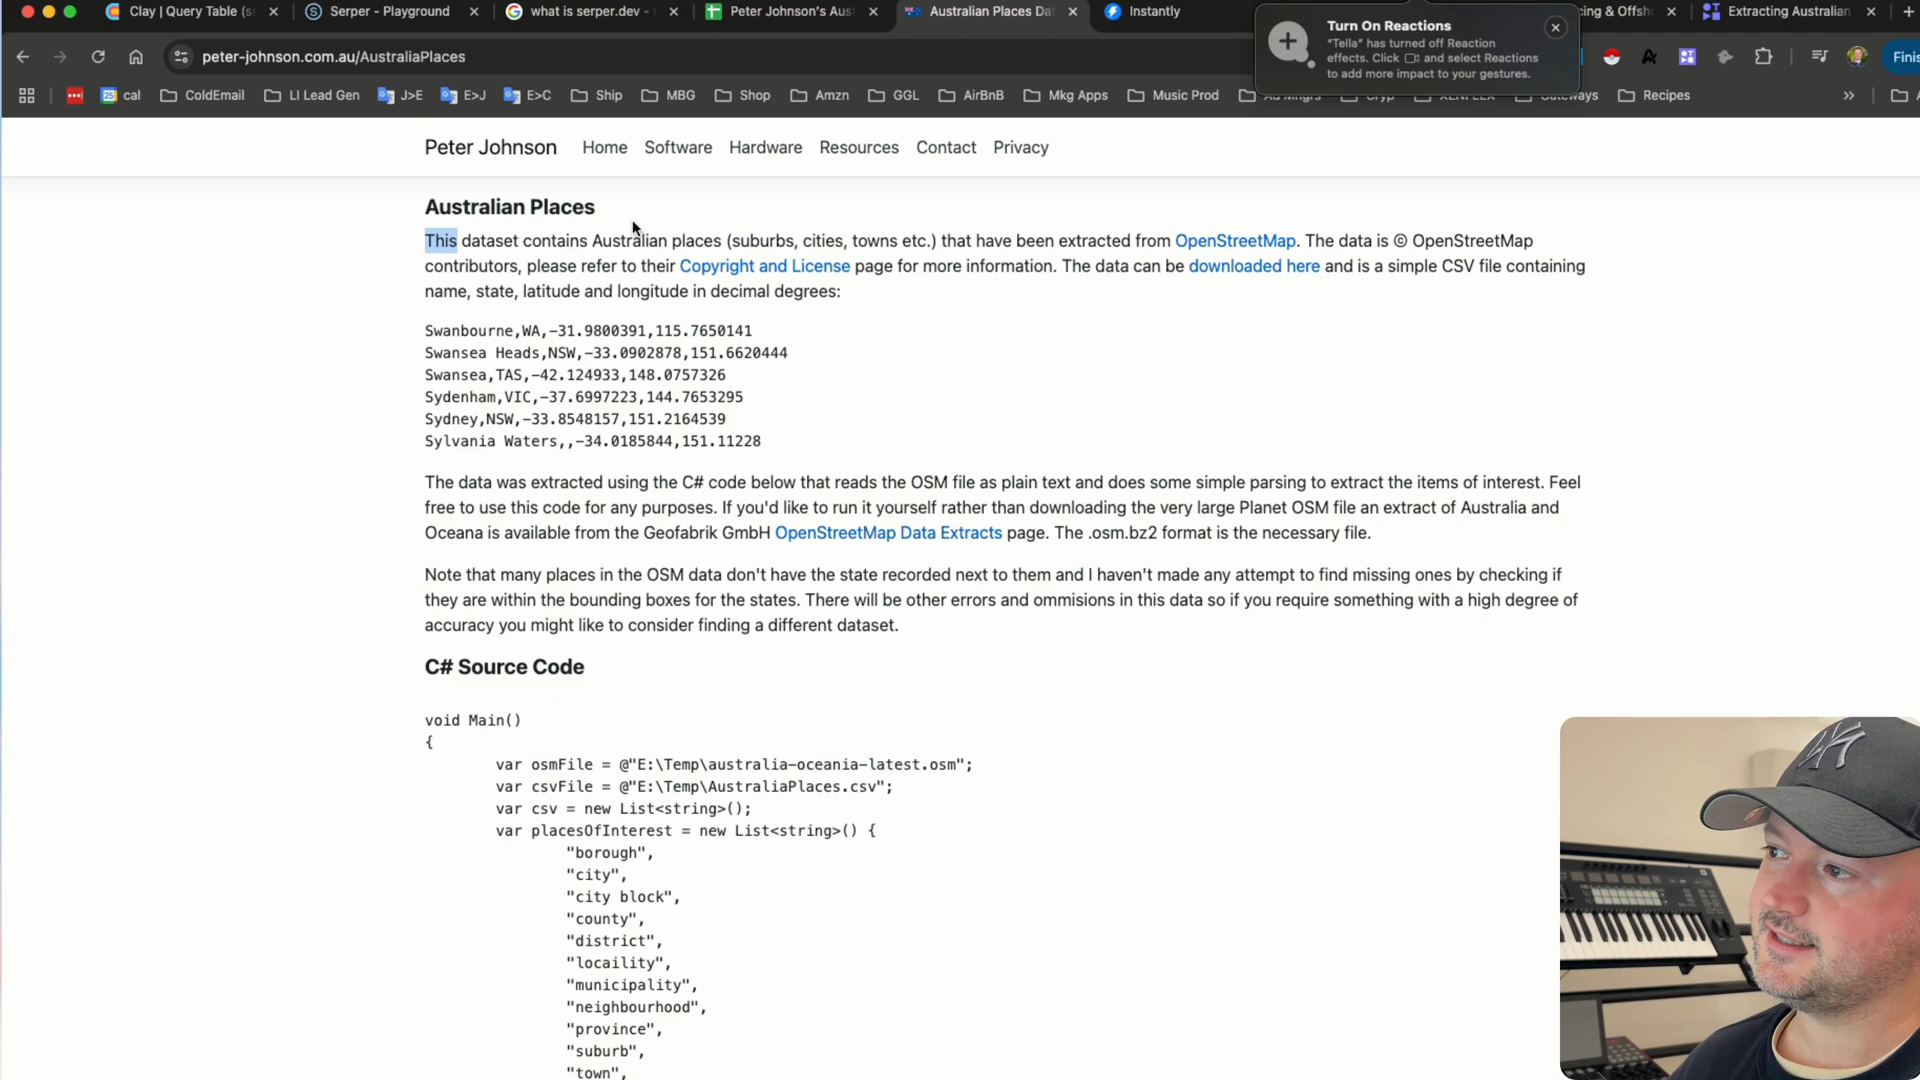 Clay | Query Table (s
Serper - Playground
what is serper.dev -
Peter Johnson's Aus
Australian Places Da
Instantly
cing & Offsh
Extracting Australian
peter-johnson.com.au/AustraliaPlaces
Finis
Turn On Reactions
"Tella" has turned off Reaction
effects. Click and select Reactions
to add more impact to your gestures.
cal
ColdEmail
LI Lead Gen
J>E
E>J
E>C
Ship
MBG
Shop
Amzn
GGL
AirBnB
Mkg Apps
Music Prod
Recipes
Peter Johnson Home Software Hardware Resources Contact Privacy
Australian Places
This dataset contains Australian places (suburbs, cities, towns etc.) that have been extracted from OpenStreetMap. The data is © OpenStreetMap
contributors, please refer to their Copyright and License page for more information. The data can be downloaded here and is a simple CSV file containing
name, state, latitude and longitude in decimal degrees:
Swanbourne,WA,-31.9800391,115.7650141
Swansea Heads,NSW,-33.0902878,151.6620444
Swansea,TAS,-42.124933,148.0757326
Sydenham,VIC,-37.6997223,144.7653295
Sydney,NSW,-33.8548157,151.2164539
Sylvania Waters,,-34.0185844,151.11228
The data was extracted using the C# code below that reads the OSM file as plain text and does some simple parsing to extract the items of interest. Feel
free to use this code for any purposes. If you'd like to run it yourself rather than downloading the very large Planet OSM file an extract of Australia and
Oceana is available from the Geofabrik GmbH OpenStreetMap Data Extracts page. The .osm.bz2 format is the necessary file.
Note that many places in the OSM data don't have the state recorded next to them and I haven't made any attempt to find missing ones by checking if
they are within the bounding boxes for the states. There will be other errors and ommisions in this data so if you require something with a high degree of
accuracy you might like to consider finding a different dataset.
C# Source Code
void Main()
{
var osmFile = @"E:\Temp\australia-oceania-latest.osm";
var csvFile = @"E:\Temp\AustraliaPlaces.csv";
var csv = new List<string>();
var placesOfInterest = new List<string>() {
"borough",
"city",
"city block",
"county",
"district",
"locaility",
"municipality",
"neighbourhood",
"province",
"suburb",
"town",